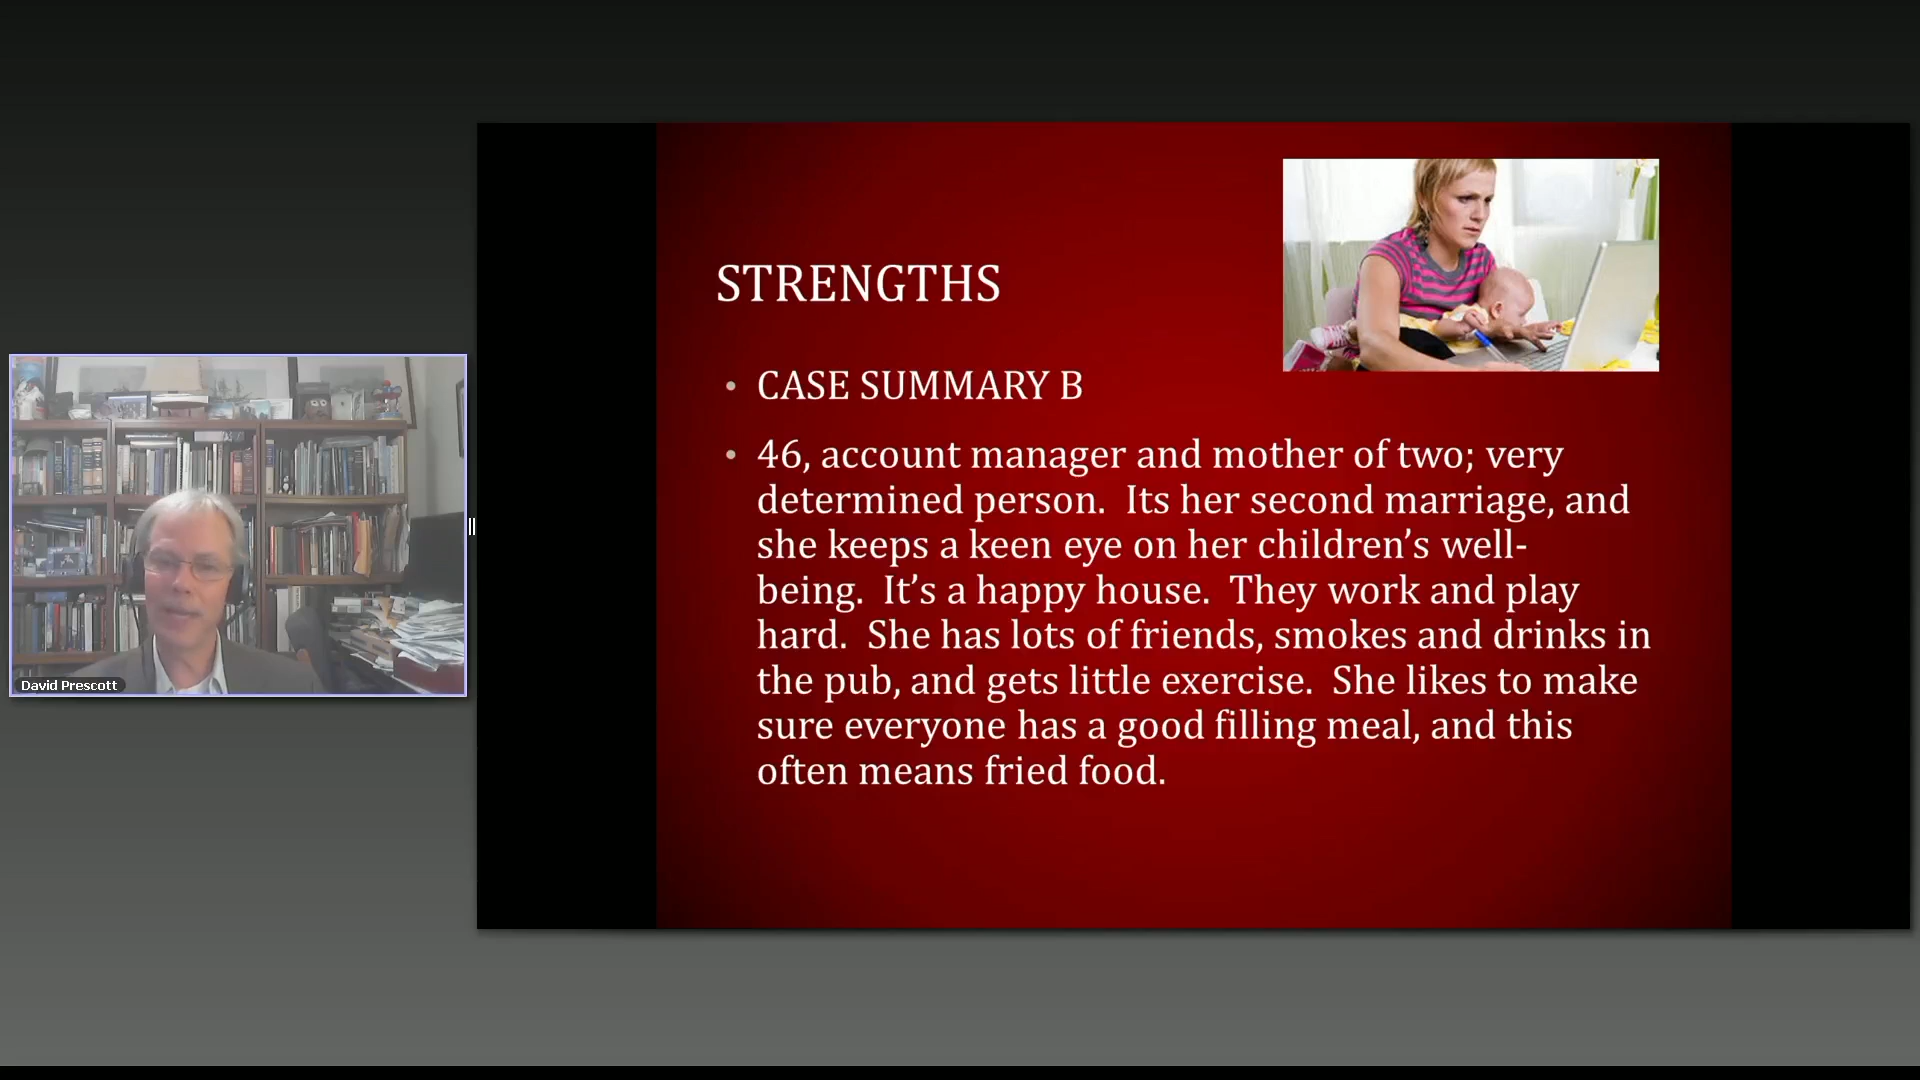 STRENGTHS
• CASE SUMMARY B
• 46, account manager and mother of two; very
determined person.  Its her second marriage, and
she keeps a keen eye on her children’s well-
being.  It’s a happy house.  They work and play
hard.  She has lots of friends, smokes and drinks in
the pub, and gets little exercise.  She likes to make
sure everyone has a good filling meal, and this
often means fried food.
David Prescott